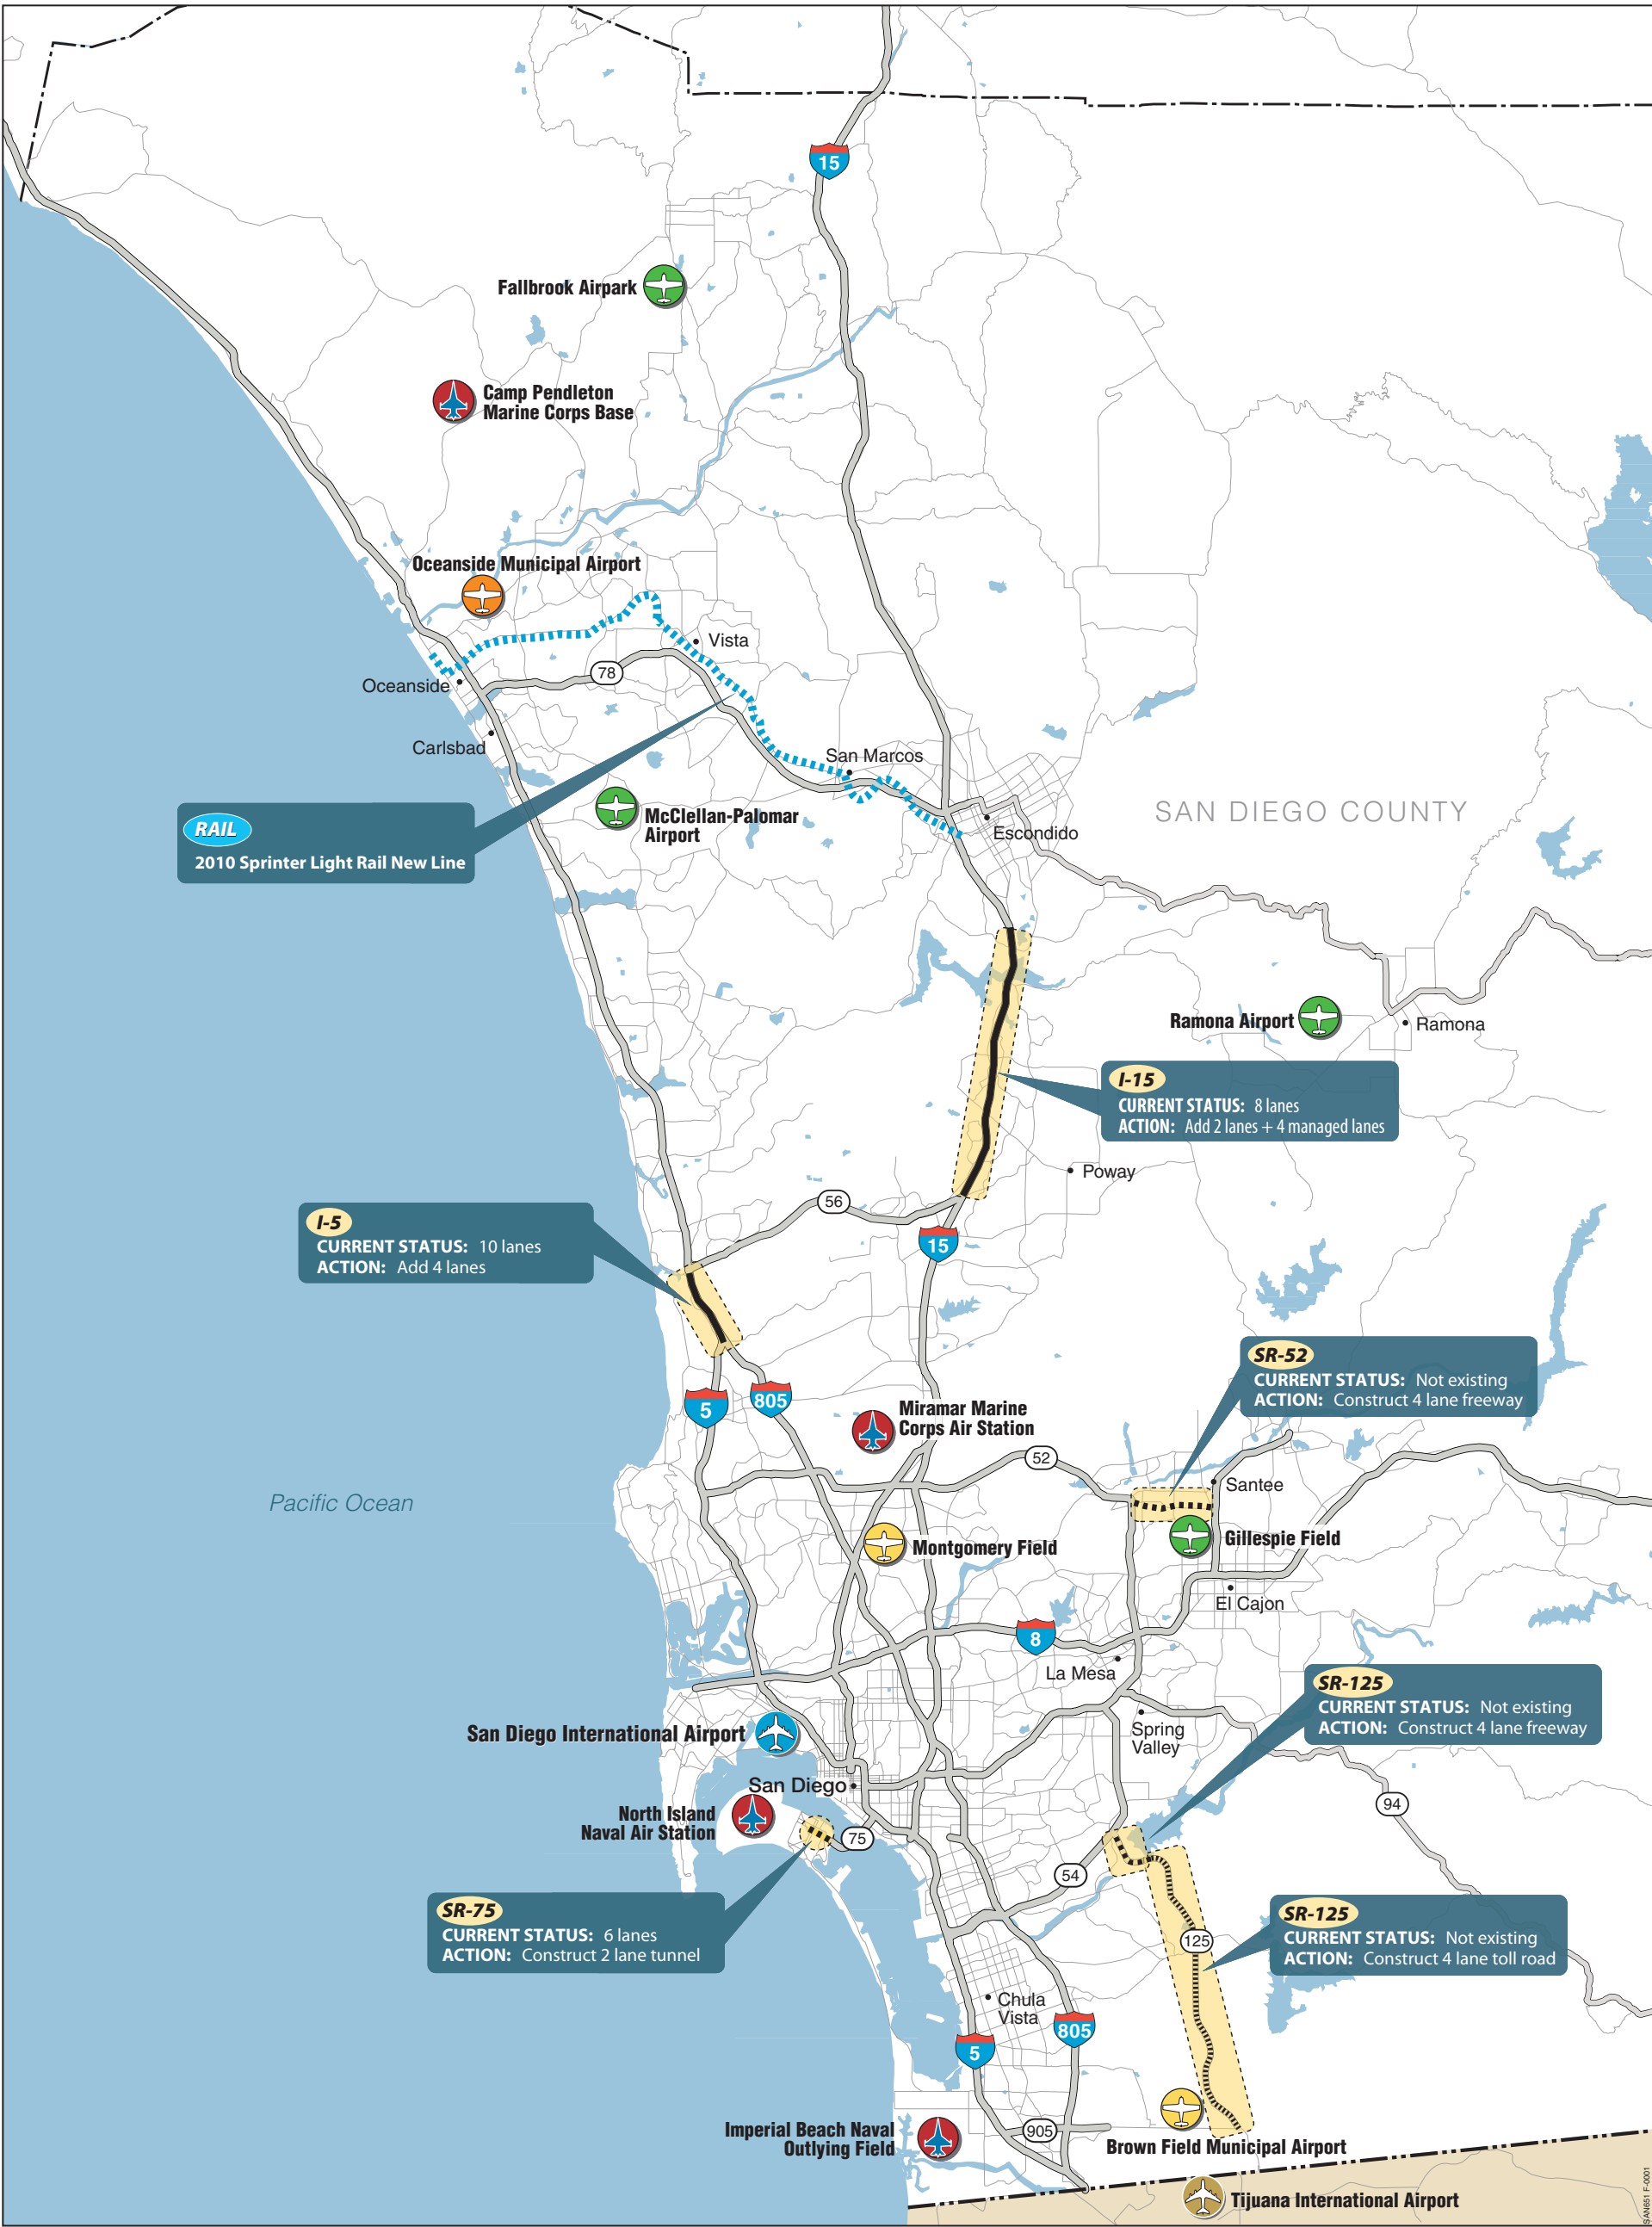 15
Fallbrook Airpark
Camp Pendleton
Marine Corps Base
Oceanside Municipal Airport
Vista
78
Oceanside
Carlsbad
San Marcos
SAN DIEGO COUNTY
McClellan-Palomar
Airport
Escondido
RAIL
2010 Sprinter Light Rail New Line
Ramona Airport
Ramona
I-15
CURRENT STATUS: 8 lanes
ACTION: Add 2 lanes + 4 managed lanes
Poway
56
I-5
CURRENT STATUS: 10 lanes
ACTION: Add 4 lanes
15
SR-52
CURRENT STATUS: Not existing
ACTION: Construct 4 lane freeway
5
805
Miramar Marine
Corps Air Station
52
Santee
Pacific Ocean
Montgomery Field
Gillespie Field
El Cajon
8
La Mesa
SR-125
CURRENT STATUS: Not existing
ACTION: Construct 4 lane freeway
San Diego International Airport
Spring
Valley
San Diego
94
North Island
Naval Air Station
75
54
SR-75
CURRENT STATUS: 6 lanes
ACTION: Construct 2 lane tunnel
SR-125
CURRENT STATUS: Not existing
ACTION: Construct 4 lane toll road
125
Chula
Vista
805
5
Imperial Beach Naval
Outlying Field
905
Brown Field Municipal Airport
Tijuana International Airport
SAN651 F-0001